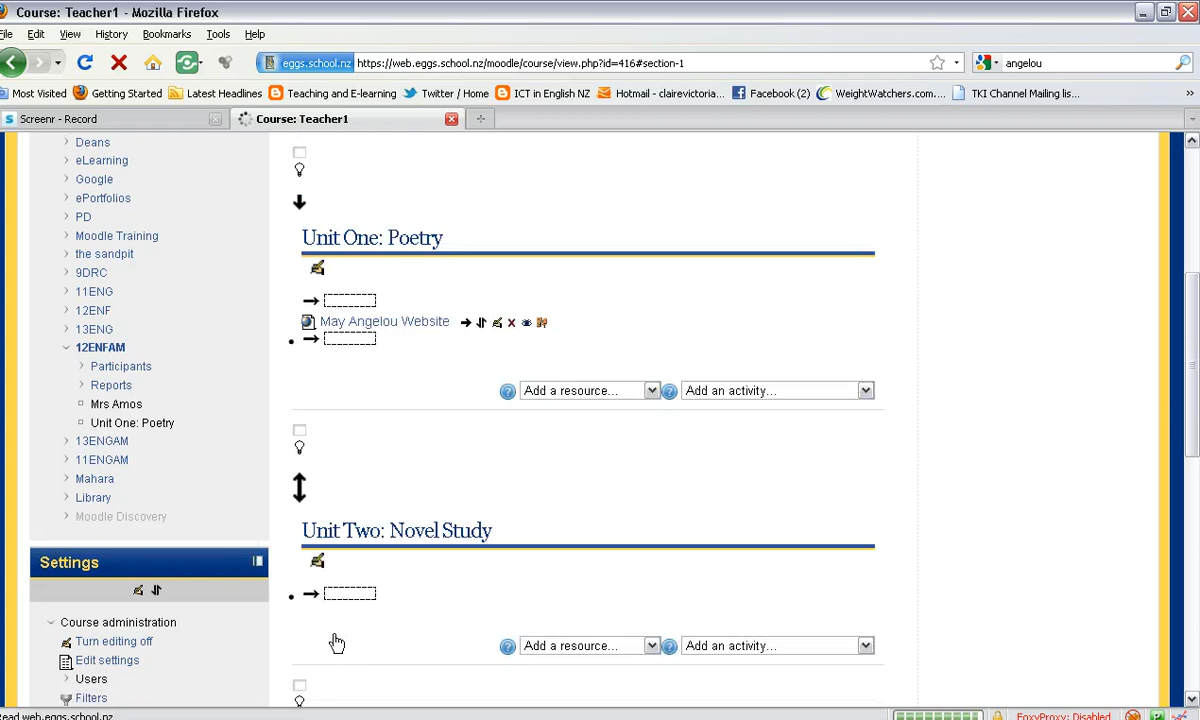 Course: Teacher1 - Mozilla Firefox
File Edit View History Bookmarks Tools Help
eggs.school.nz https://web.eggs.school.nz/moodle/course/view.php?id=416#section-1 angelou
Most Visited Getting Started Latest Headlines Teaching and E-learning Twitter / Home ICT in English NZ Hotmail - clairevictoria... Facebook (2) WeightWatchers.com.... TKI Channel Mailing lis... »
Screenr - Record Course: Teacher1
Deans
eLearning
Google
ePortfolios
PD
Moodle Training
the sandpit
9DRC
11ENG
12ENF
13ENG
12ENFAM
Participants
Reports
Mrs Amos
Unit One: Poetry
13ENGAM
11ENGAM
Mahara
Library
Moodle Discovery
Settings
Course administration
Turn editing off
Edit settings
Users
Filters
Unit One: Poetry
May Angelou Website
Add a resource... Add an activity...
Unit Two: Novel Study
Add a resource... Add an activity...
Read web.eggs.school.nz
FoxyProxy: Disabled